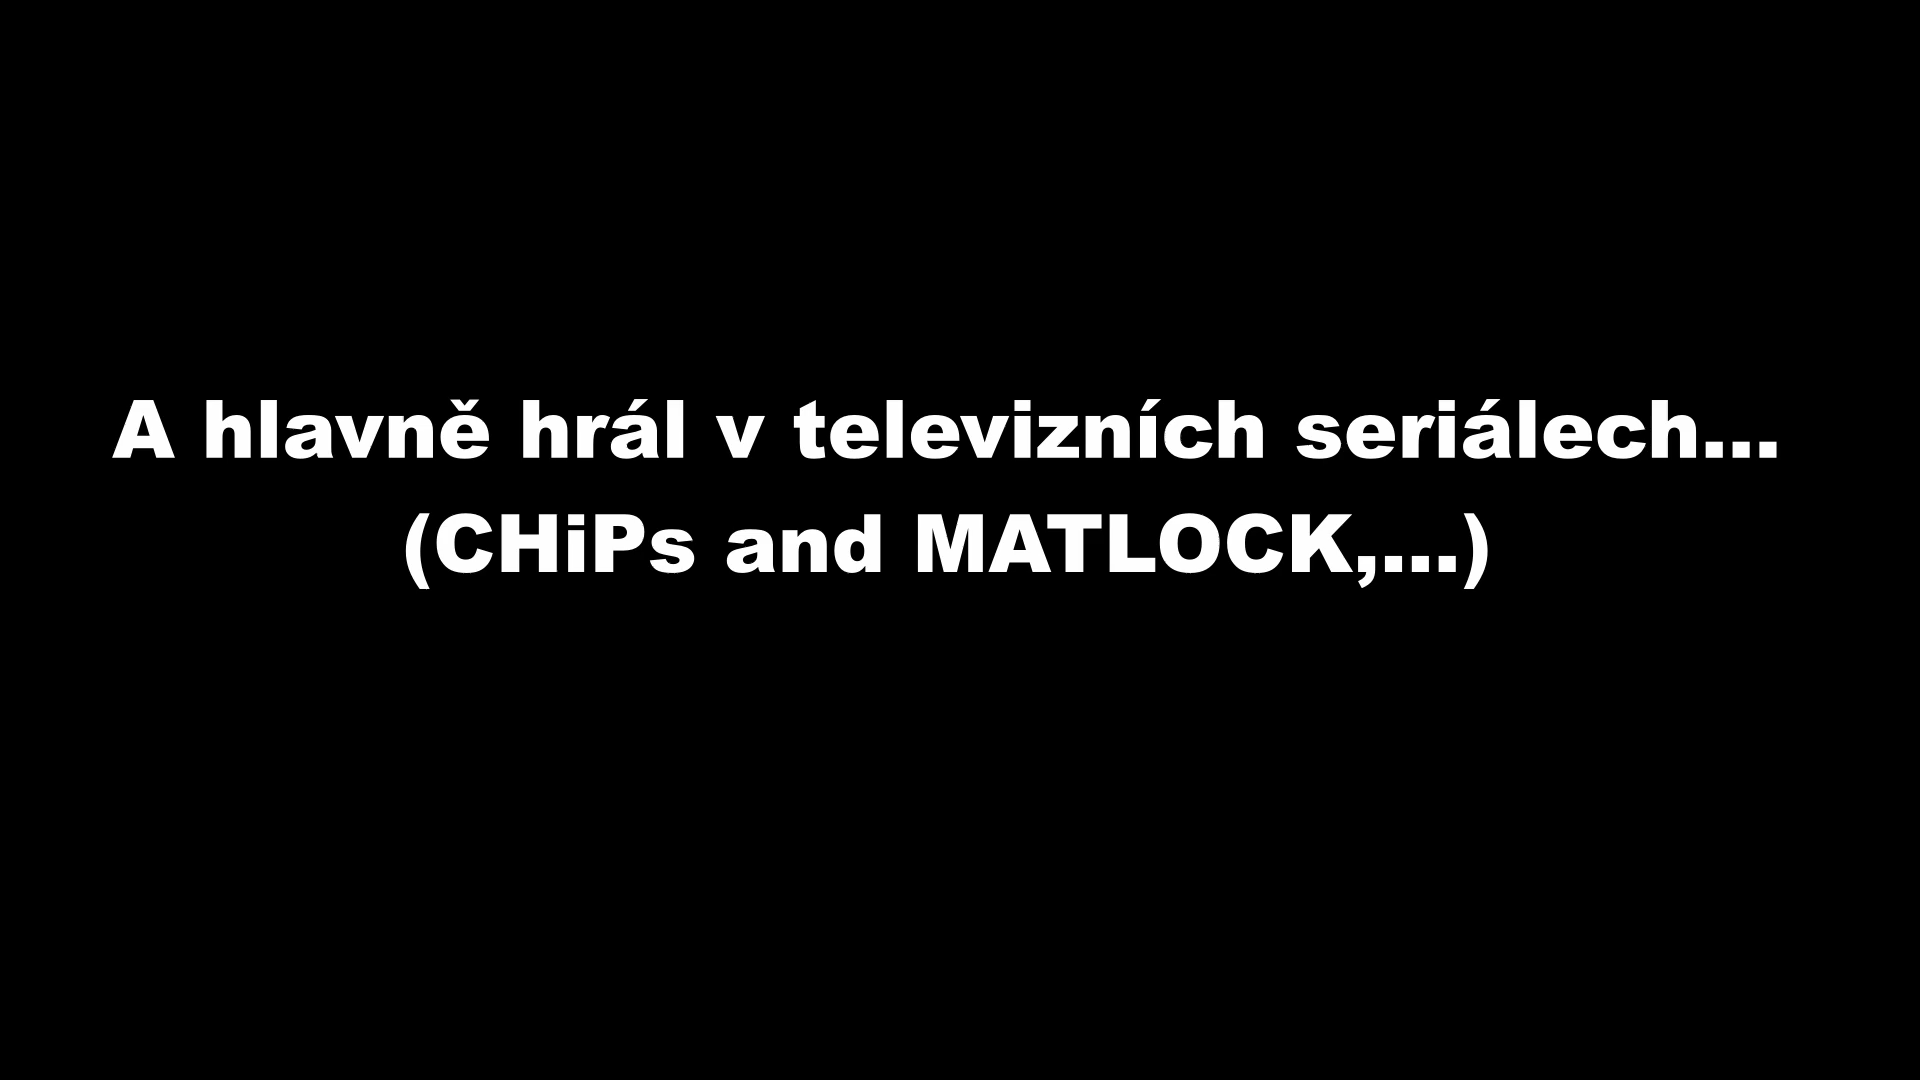 A hlavně hrál v televizních seriálech...
(CHiPs and MATLOCK,...)